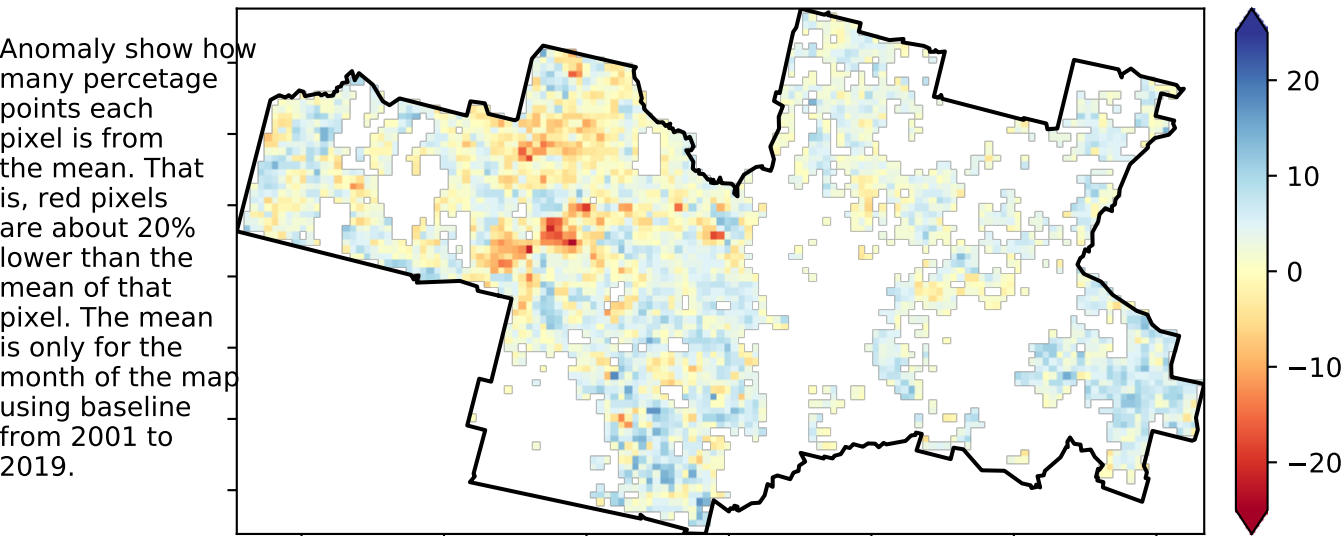 Anomaly show how
many percetage
points each
pixel is from
the mean. That
is, red pixels
are about 20%
lower than the
mean of that
pixel. The mean
is only for the
month of the map
using baseline
from 2001 to
2019.
20
10
0
−10
−20